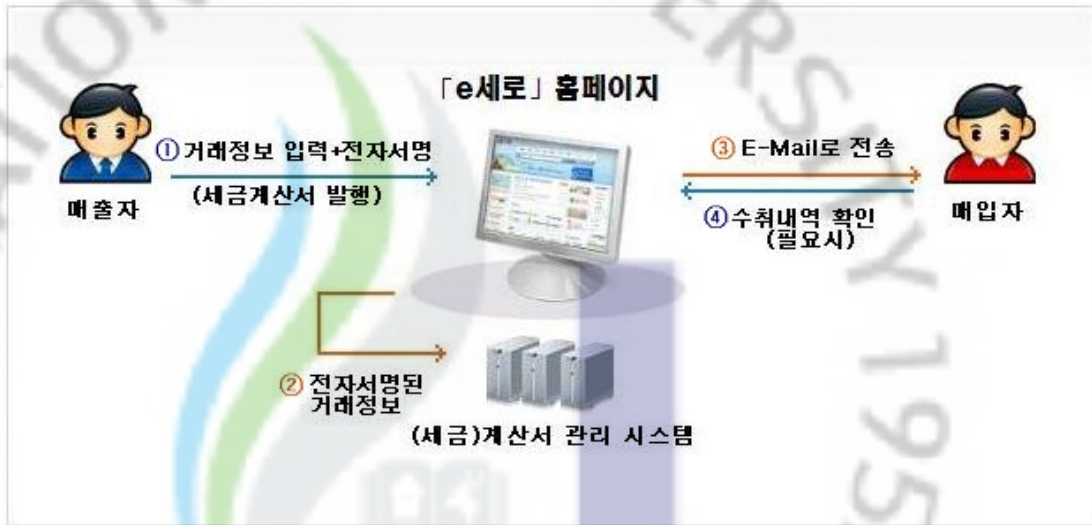 「e세로」 홈페이지
①거래정보 입력+전자서명
(세금계산서 발행)
매출자
③ E-Mail로 전송
④수취내역 확인
(필요시)
매입자
② 전자서명된
거래정보
(세금)계산서 관리 시스템
ERSITY 195